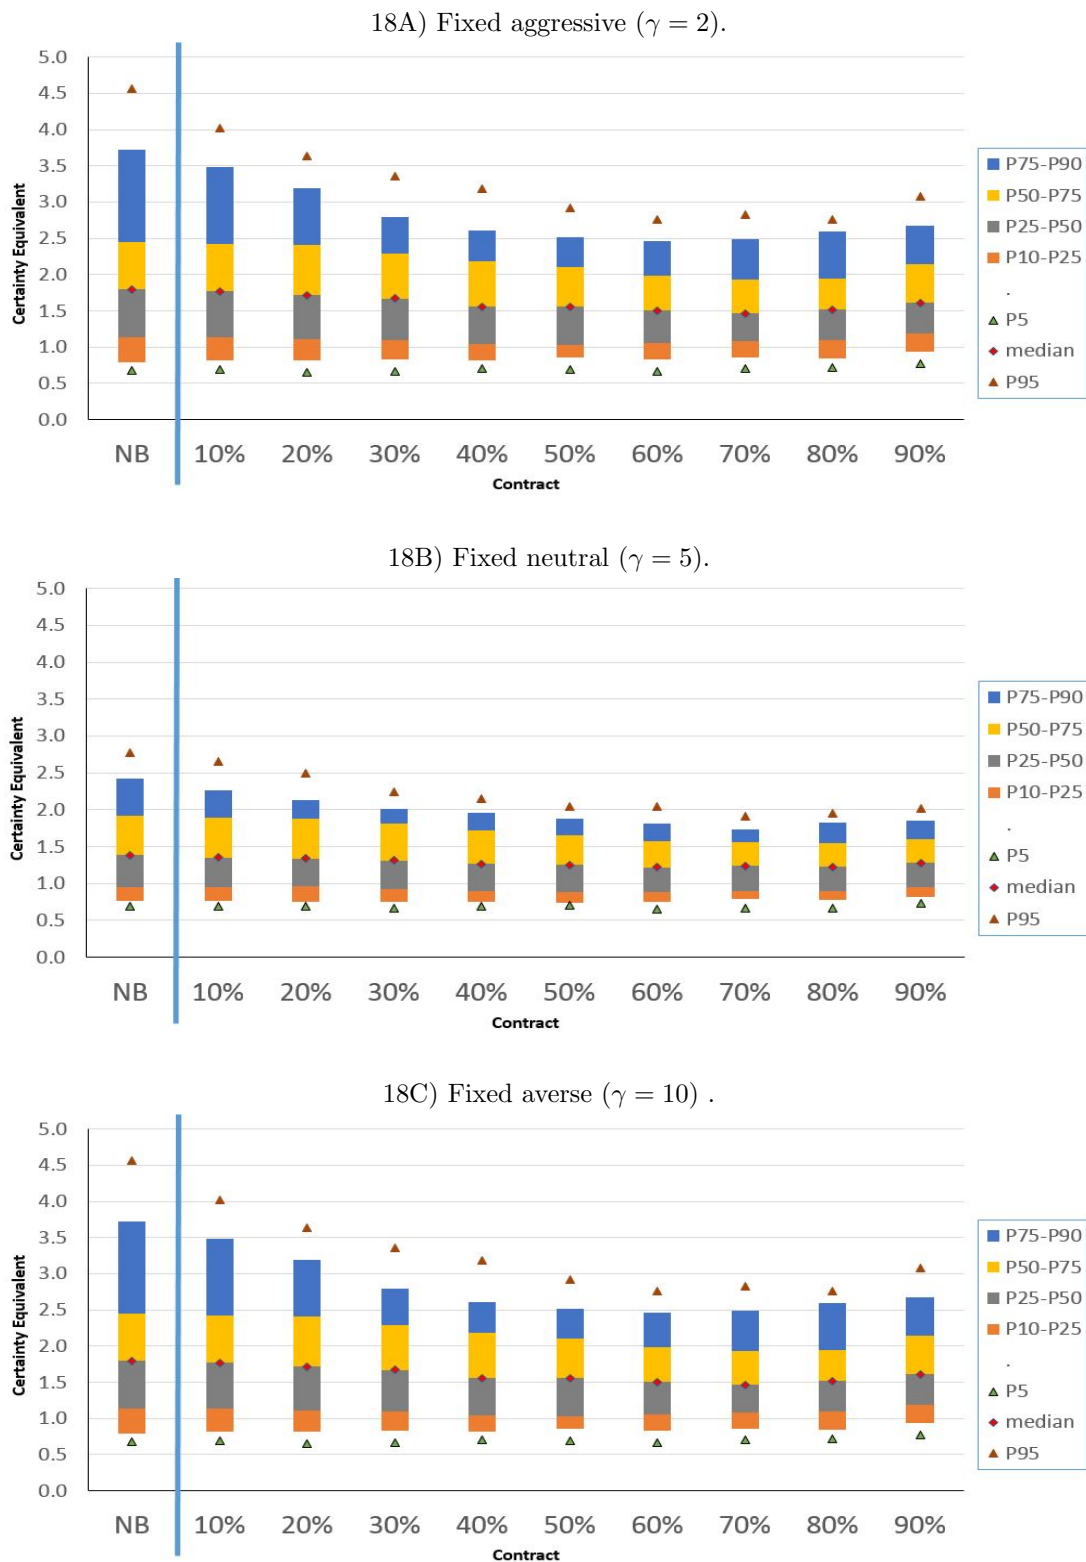 18A) Fixed aggressive (γ = 2).
5.0
4.5
4.0
3.5
3.0
2.5
2.0
1.5
1.0
0.5
0.0
Certainty Equivalent
NB 10% 20% 30% 40% 50% 60% 70% 80% 90%
Contract
P75-P90
P50-P75
P25-P50
P10-P25
.
P5
median
P95
18B) Fixed neutral (γ = 5).
5.0
4.5
4.0
3.5
3.0
2.5
2.0
1.5
1.0
0.5
0.0
Certainty Equivalent
NB 10% 20% 30% 40% 50% 60% 70% 80% 90%
Contract
P75-P90
P50-P75
P25-P50
P10-P25
.
P5
median
P95
18C) Fixed averse (γ = 10) .
5.0
4.5
4.0
3.5
3.0
2.5
2.0
1.5
1.0
0.5
0.0
Certainty Equivalent
NB 10% 20% 30% 40% 50% 60% 70% 80% 90%
Contract
P75-P90
P50-P75
P25-P50
P10-P25
.
P5
median
P95